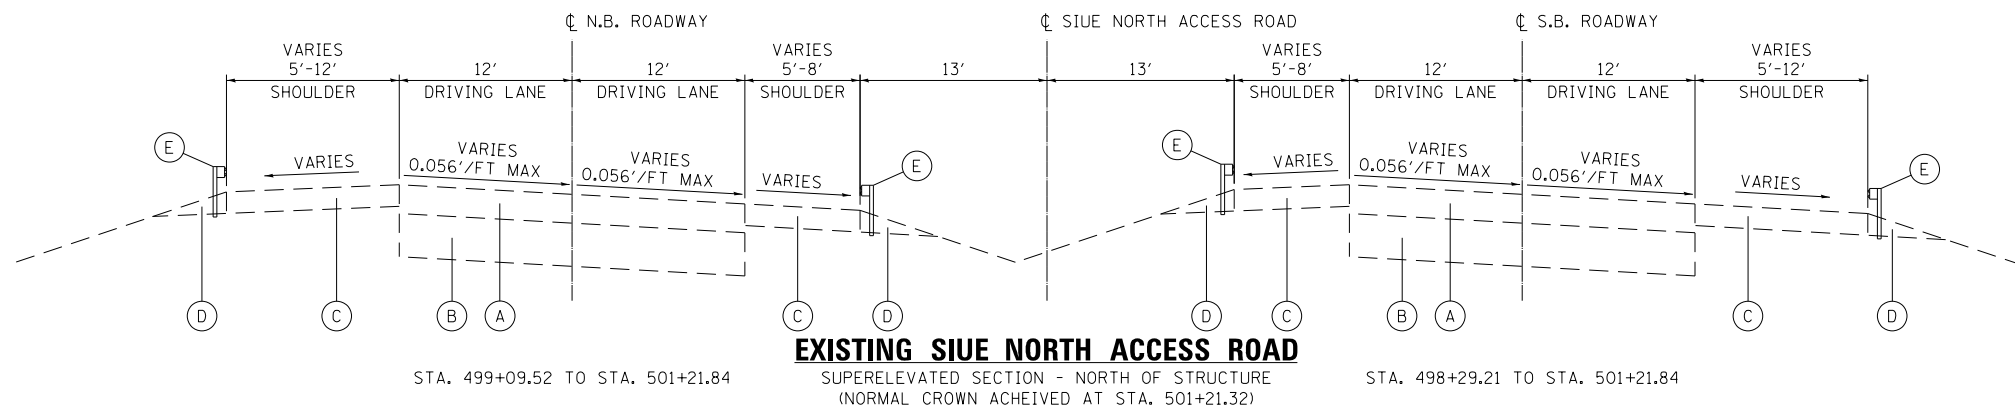 ℄ N.B. ROADWAY
℄ SIUE NORTH ACCESS ROAD
℄ S.B. ROADWAY
VARIES
5'-12'
SHOULDER
12'
DRIVING LANE
12'
DRIVING LANE
VARIES
5'-8'
SHOULDER
13'
13'
VARIES
5'-8'
SHOULDER
12'
DRIVING LANE
12'
DRIVING LANE
VARIES
5'-12'
SHOULDER
E
VARIES
VARIES
0.056'/FT MAX
VARIES
0.056'/FT MAX
VARIES
E
E
VARIES
VARIES
0.056'/FT MAX
VARIES
0.056'/FT MAX
VARIES
E
D
C
B
A
C
D
D
C
B
A
C
D
EXISTING SIUE NORTH ACCESS ROAD
STA. 499+09.52 TO STA. 501+21.84
SUPERELEVATED SECTION - NORTH OF STRUCTURE
STA. 498+29.21 TO STA. 501+21.84
(NORMAL CROWN ACHEIVED AT STA. 501+21.32)